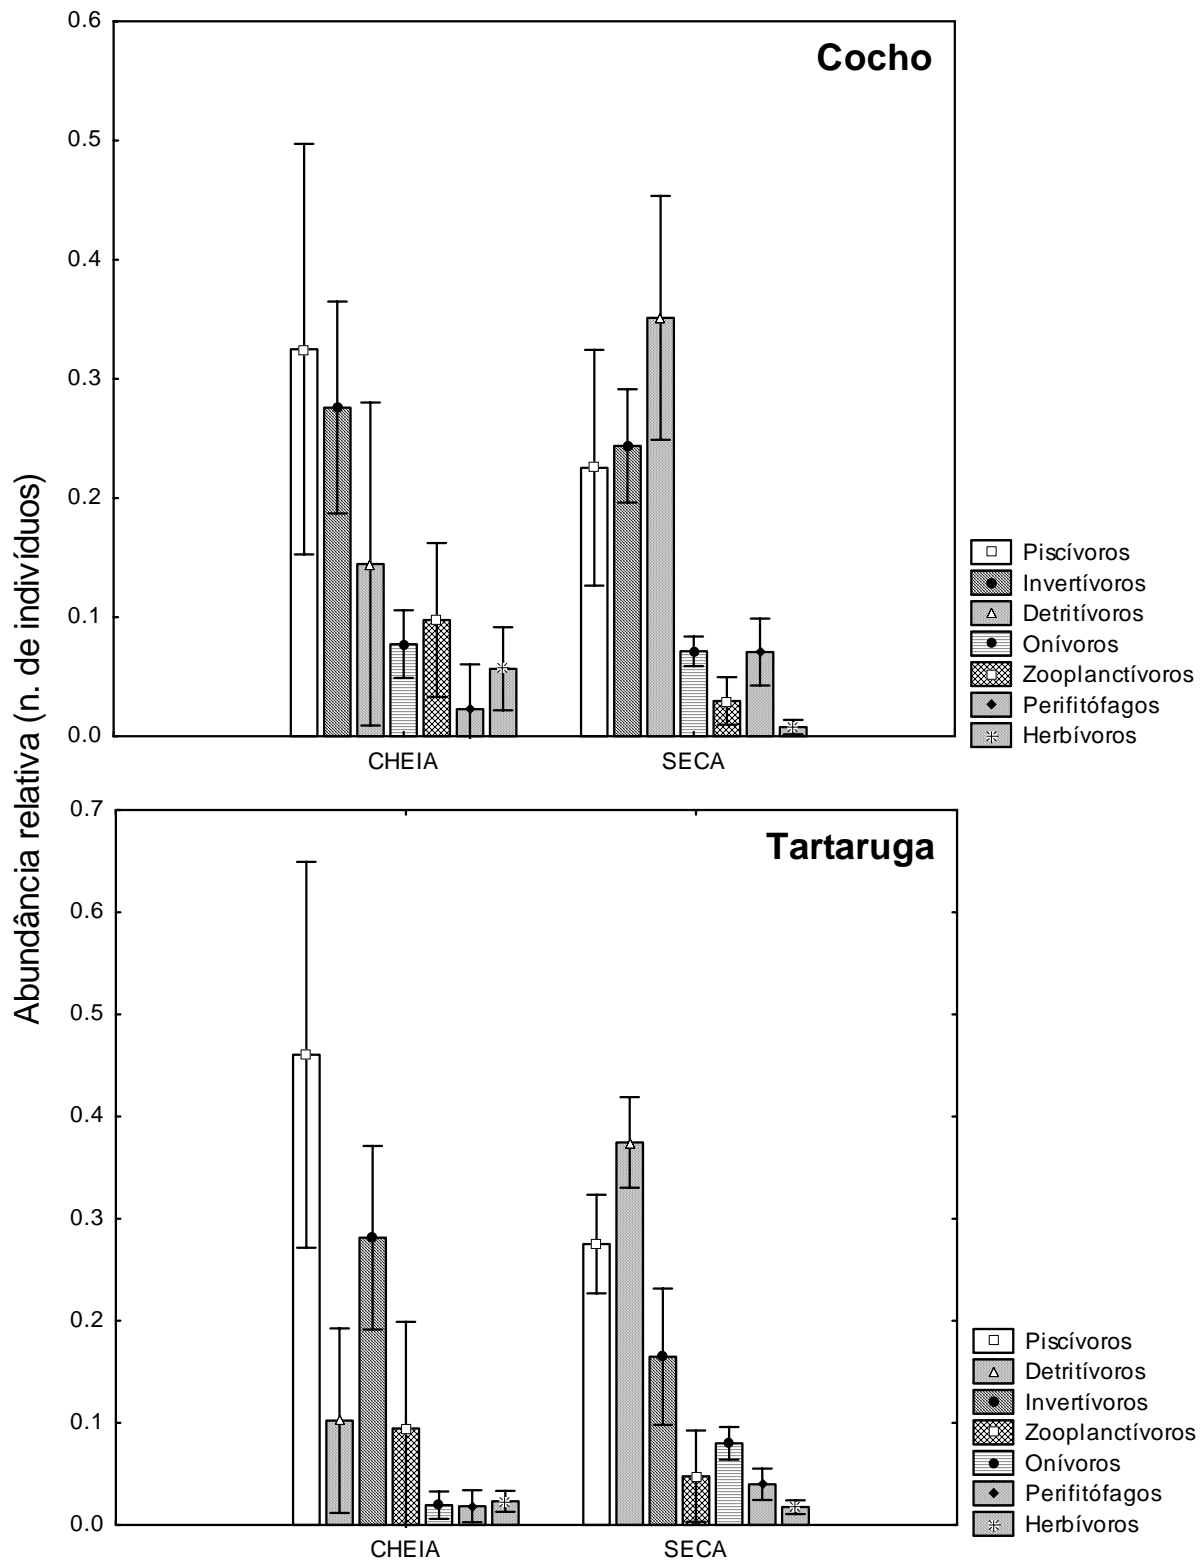 Abundância relativa (n. de indivíduos)
Cocho
0.6
0.5
0.4
0.3
0.2
0.1
0.0
CHEIA
SECA
Piscívoros
Invertívoros
Detritívoros
Onívoros
Zooplanctívoros
Perifitófagos
Herbívoros
Tartaruga
0.7
0.6
0.5
0.4
0.3
0.2
0.1
0.0
CHEIA
SECA
Piscívoros
Detritívoros
Invertívoros
Zooplanctívoros
Onívoros
Perifitófagos
Herbívoros